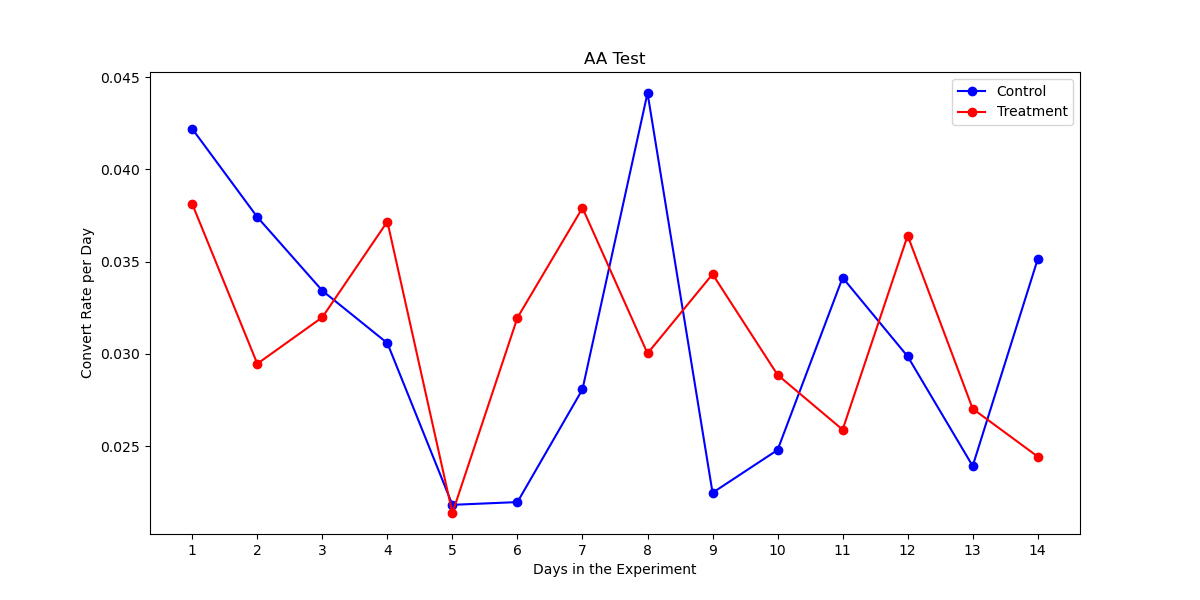 AA Test
Control
Treatment
Convert Rate per Day
0.045
0.040
0.035
0.030
0.025
1 2 3 4 5 6 7 8 9 10 11 12 13 14
Days in the Experiment